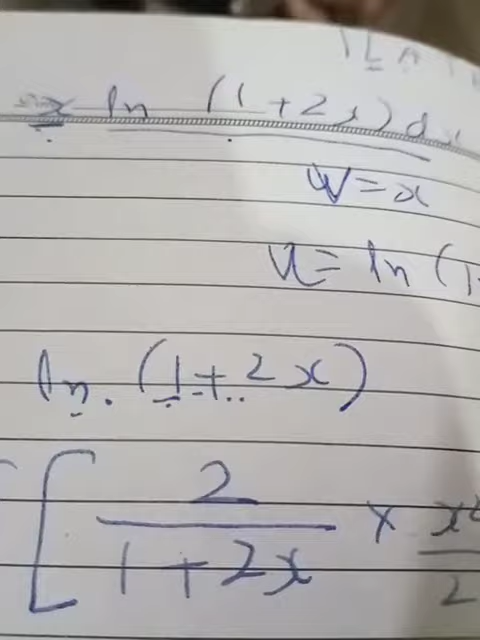 x ln (1+2x) dx
w=x
u= ln (1
ln. (1+2x)
[ 2/(1+2x) × x²/2